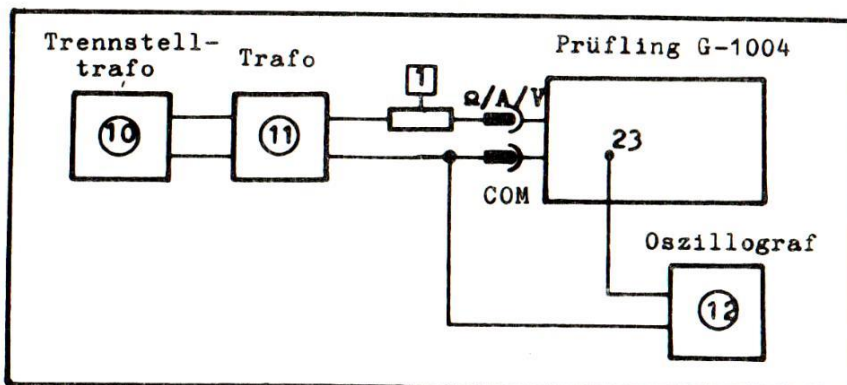 Trennstell-
trafo
Trafo
Prüfling G-1004
1
Ω/A/V
10
11
23
COM
Oszillograf
12